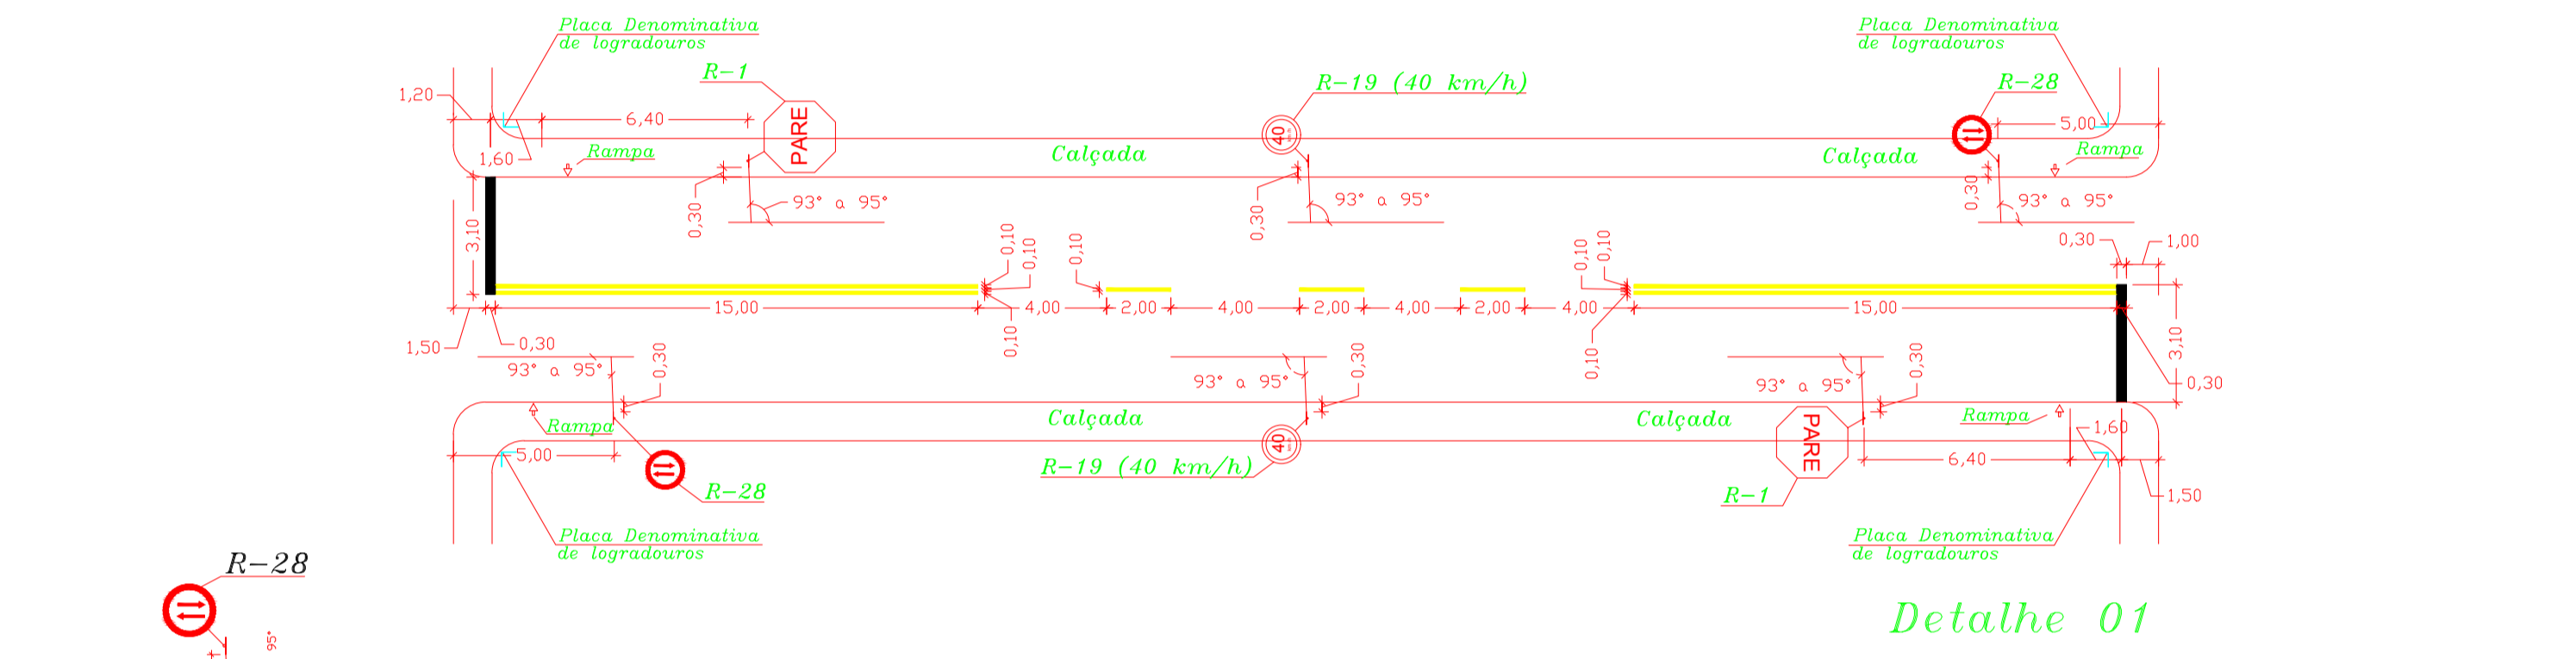 Placa Denominativa
de logradouros
Placa Denominativa
de logradouros
R-1
R-19 (40 km/h)
R-28
1,20
6,40
PARE
40
km/h
5,00
1,60
Rampa
Calçada
Calçada
Rampa
0,30
93° a 95°
0,30
93° a 95°
0,30
93° a 95°
3,10
0,10
0,10
0,10
0,10
0,10
0,30
1,00
15,00
4,00
2,00
4,00
2,00
4,00
2,00
4,00
15,00
1,50
0,30
0,10
0,10
3,10
93° a 95°
0,30
93° a 95°
0,30
93° a 95°
0,30
0,30
Rampa
Calçada
Calçada
Rampa
1,60
5,00
40
km/h
PARE
6,40
R-19 (40 km/h)
R-28
R-1
1,50
Placa Denominativa
de logradouros
Placa Denominativa
de logradouros
R-28
95°
Detalhe 01